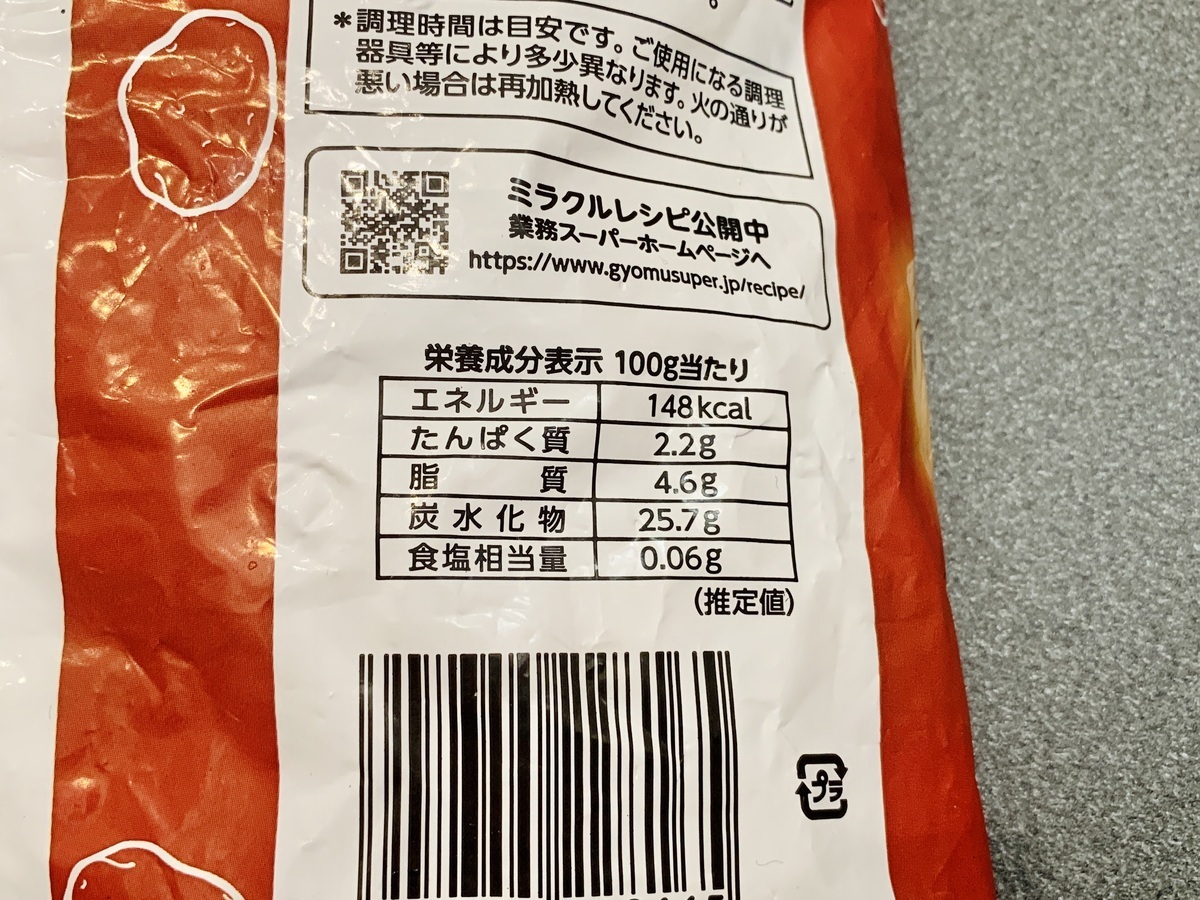 *調理時間は目安です。ご使用になる調理
器具等により多少異なります。火の通りが
悪い場合は再加熱してください。
ミラクルレシピ公開中
業務スーパーホームページへ
https://www.gyomusuper.jp/recipe/
栄養成分表示 100g当たり
エネルギー 148kcal
たんぱく質 2.2g
脂質 4.6g
炭水化物 25.7g
食塩相当量 0.06g
(推定値)
プラ